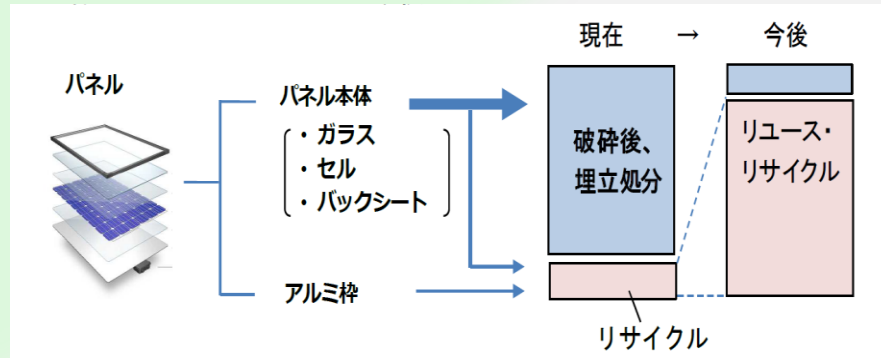 現在 → 今後
パネル
パネル本体
・ ガラス
・ セル
・ バックシート
アルミ枠
破砕後、
埋立処分
リユース・
リサイクル
リサイクル